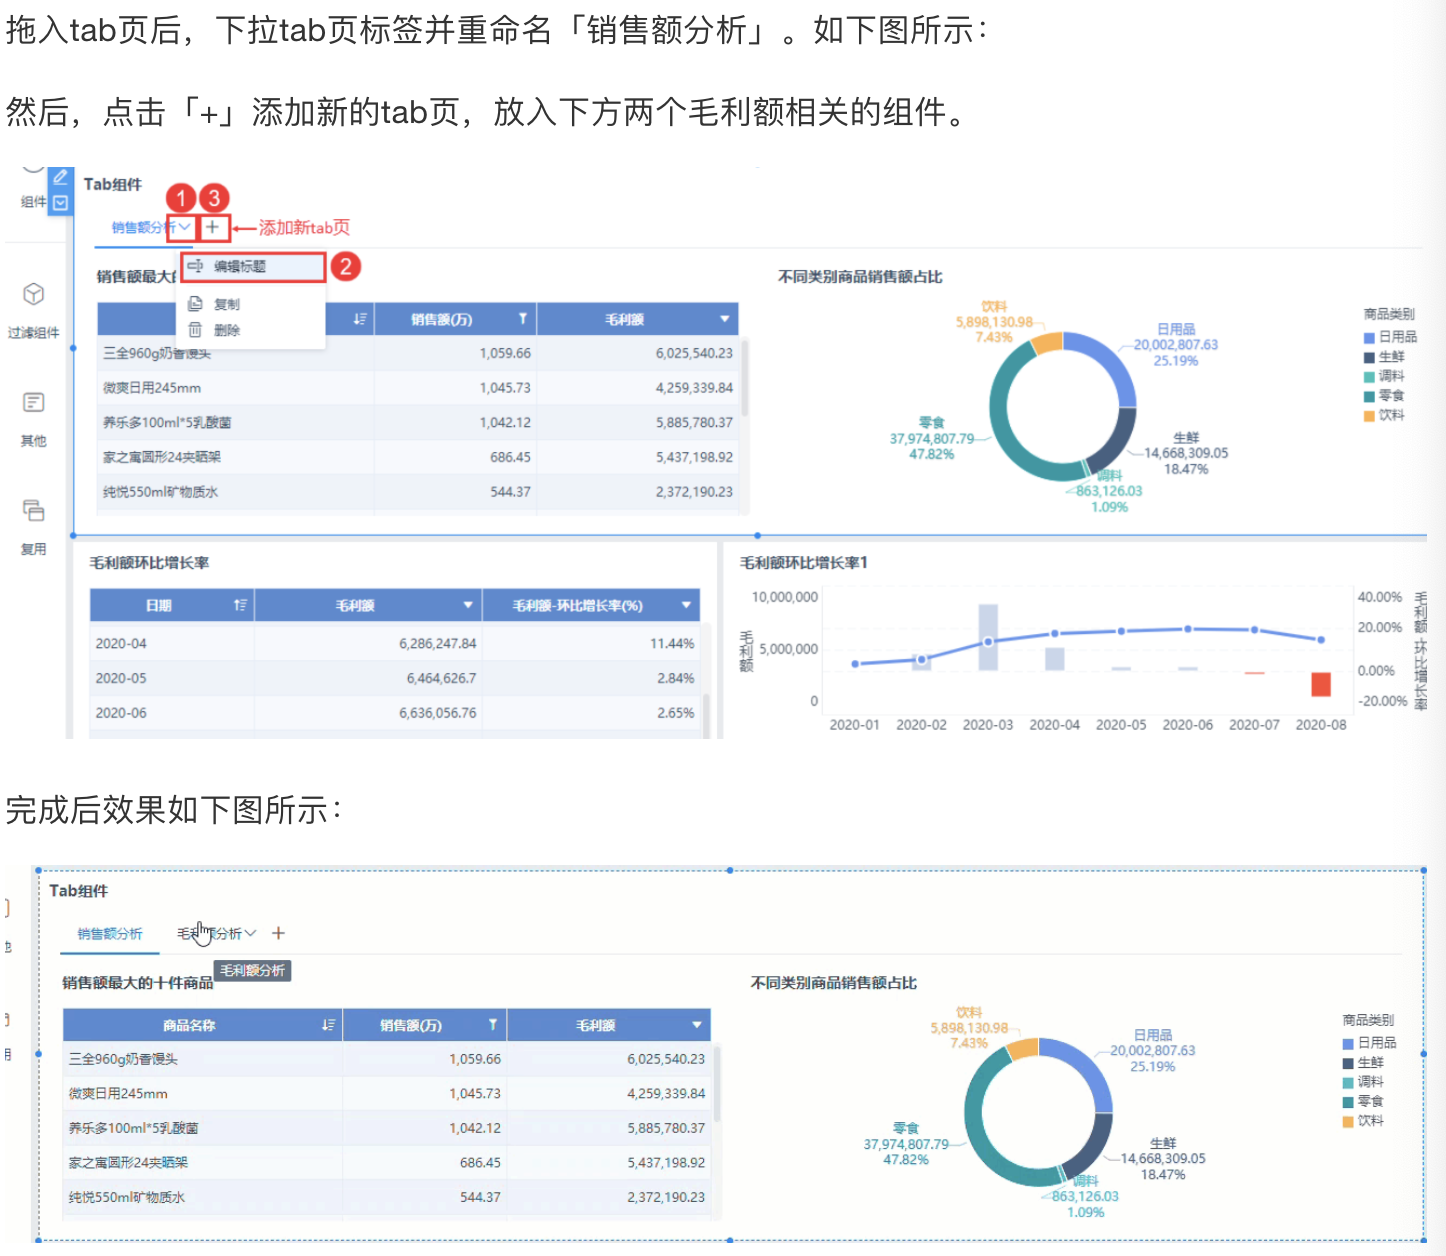 拖入tab页后，下拉tab页标签并重命名「销售额分析」。如下图所示：
然后，点击「+」添加新的tab页，放入下方两个毛利额相关的组件。
组件
Tab组件
1
3
销售额分析
+
添加新tab页
编辑标题
2
复制
删除
销售额最大的
销售额(万)
毛利额
三全960g奶香馒头
1,059.66
6,025,540.23
微爽日用245mm
1,045.73
4,259,339.84
养乐多100ml*5乳酸菌
1,042.12
5,885,780.37
家之寓圆形24夹晒架
686.45
5,437,198.92
纯悦550ml矿物质水
544.37
2,372,190.23
过滤组件
其他
复用
不同类别商品销售额占比
饮料
5,898,130.98
7.43%
日用品
20,002,807.63
25.19%
零食
37,974,807.79
47.82%
生鲜
14,668,309.05
18.47%
调料
863,126.03
1.09%
商品类别
日用品
生鲜
调料
零食
饮料
毛利额环比增长率
日期
毛利额
毛利额-环比增长率(%)
2020-04
6,286,247.84
11.44%
2020-05
6,464,626.7
2.84%
2020-06
6,636,056.76
2.65%
毛利额环比增长率1
10,000,000
5,000,000
0
毛利额
40.00%
20.00%
0.00%
-20.00%
毛利额-环比增长率
2020-01
2020-02
2020-03
2020-04
2020-05
2020-06
2020-07
2020-08
完成后效果如下图所示：
Tab组件
销售额分析
毛利额分析
+
毛利额分析
销售额最大的十件商品
商品名称
销售额(万)
毛利额
三全960g奶香馒头
1,059.66
6,025,540.23
微爽日用245mm
1,045.73
4,259,339.84
养乐多100ml*5乳酸菌
1,042.12
5,885,780.37
家之寓圆形24夹晒架
686.45
5,437,198.92
纯悦550ml矿物质水
544.37
2,372,190.23
不同类别商品销售额占比
饮料
5,898,130.98
7.43%
日用品
20,002,807.63
25.19%
零食
37,974,807.79
47.82%
生鲜
14,668,309.05
18.47%
调料
863,126.03
1.09%
商品类别
日用品
生鲜
调料
零食
饮料